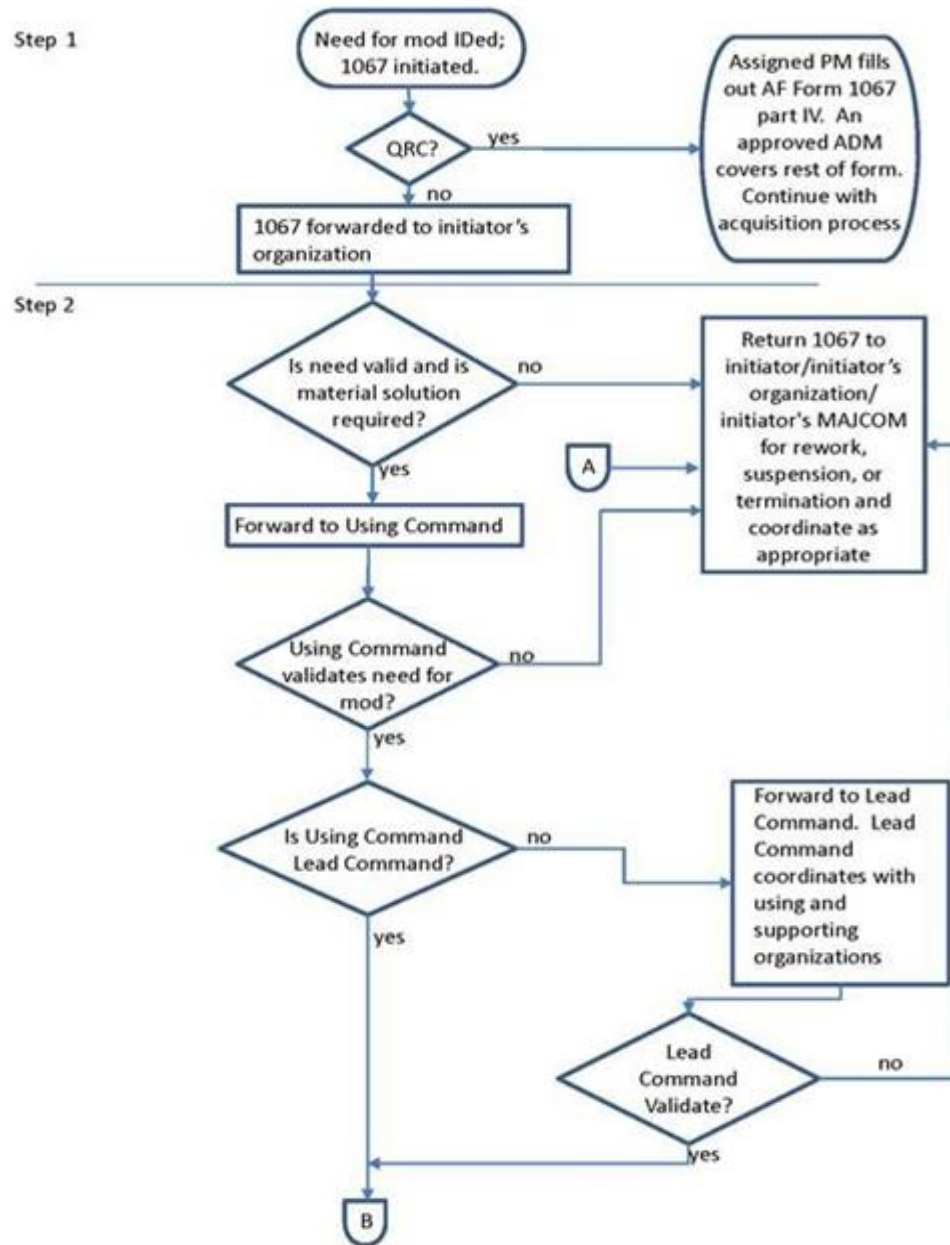 Step 1
Need for mod IDed;
1067 initiated.
Assigned PM fills
out AF Form 1067
part IV. An
approved ADM
covers rest of form.
Continue with
acquisition process
QRC?
yes
no
1067 forwarded to initiator's
organization
Step 2
Is need valid and is
material solution
required?
no
yes
Return 1067 to
initiator/initiator's
organization/
initiator's MAJCOM
for rework,
suspension, or
termination and
coordinate as
appropriate
A
Forward to Using Command
Using Command
validates need for
mod?
no
yes
Is Using Command
Lead Command?
no
yes
Forward to Lead
Command. Lead
Command
coordinates with
using and
supporting
organizations
Lead
Command
Validate?
no
yes
B